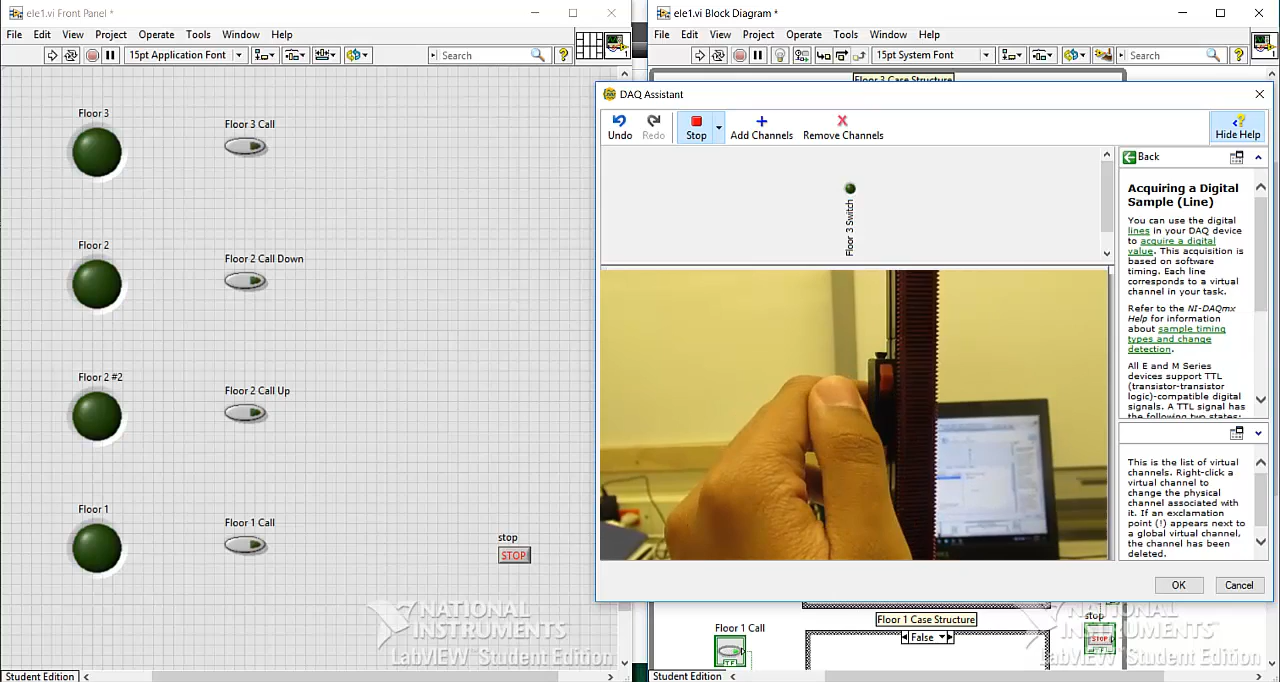 ele1.vi Front Panel *
File Edit View Project Operate Tools Window Help
15pt Application Font
Search
Floor 3
Floor 3 Call
Floor 2
Floor 2 Call Down
Floor 2 #2
Floor 2 Call Up
Floor 1
Floor 1 Call
stop
STOP
NATIONAL
INSTRUMENTS
LabVIEW Student Edition
Student Edition
ele1.vi Block Diagram *
File Edit View Project Operate Tools Window Help
15pt System Font
Search
Floor 3 Case Structure
DAQ Assistant
Undo Redo Stop Add Channels Remove Channels Hide Help
Floor 3 Switch
Back
Acquiring a Digital
Sample (Line)
You can use the digital
lines in your DAQ device
to acquire a digital
value. This acquisition is
based on software
timing. Each line
corresponds to a virtual
channel in your task.
Refer to the NI-DAQmx
Help for information
about sample timing
types and change
detection.
All E and M Series
devices support TTL
(transistor-transistor
logic)-compatible digital
signals. A TTL signal has
the following two states:
This is the list of virtual
channels. Right-click a
virtual channel to
change the physical
channel associated with
it. If an exclamation
point (!) appears next to
a global virtual channel,
the channel has been
deleted.
OK Cancel
Floor 1 Case Structure
False
Floor 1 Call
TF
stop
STOP
NATIONAL
INSTRUMENTS
LabVIEW Student Edition
Student Edition